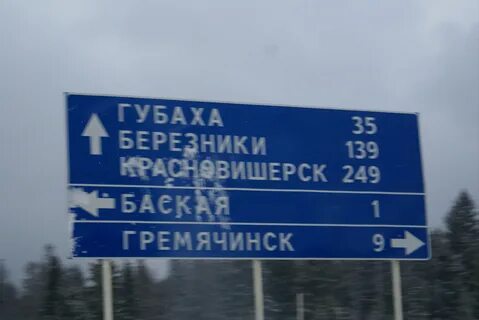 ГУБАХА 35
БЕРЕЗНИКИ 139
КРАСНОВИШЕРСК 249
БАСКАЯ 1
ГРЕМЯЧИНСК 9